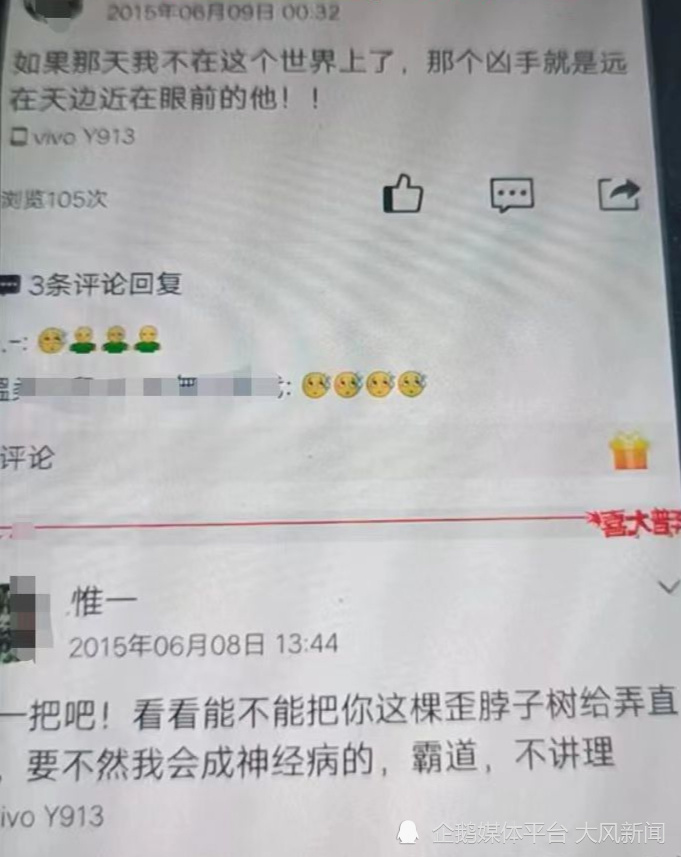 2015年06月09日 00:32
如果那天我不在这个世界上了，那个凶手就是远
在天边近在眼前的他！！
vivo Y913
浏览105次
3条评论回复
评论
喜大普
惟一
2015年06月08日 13:44
一把吧！看看能不能把你这棵歪脖子树给弄直
，要不然我会成神经病的，霸道，不讲理
ivo Y913
企鹅媒体平台 大风新闻